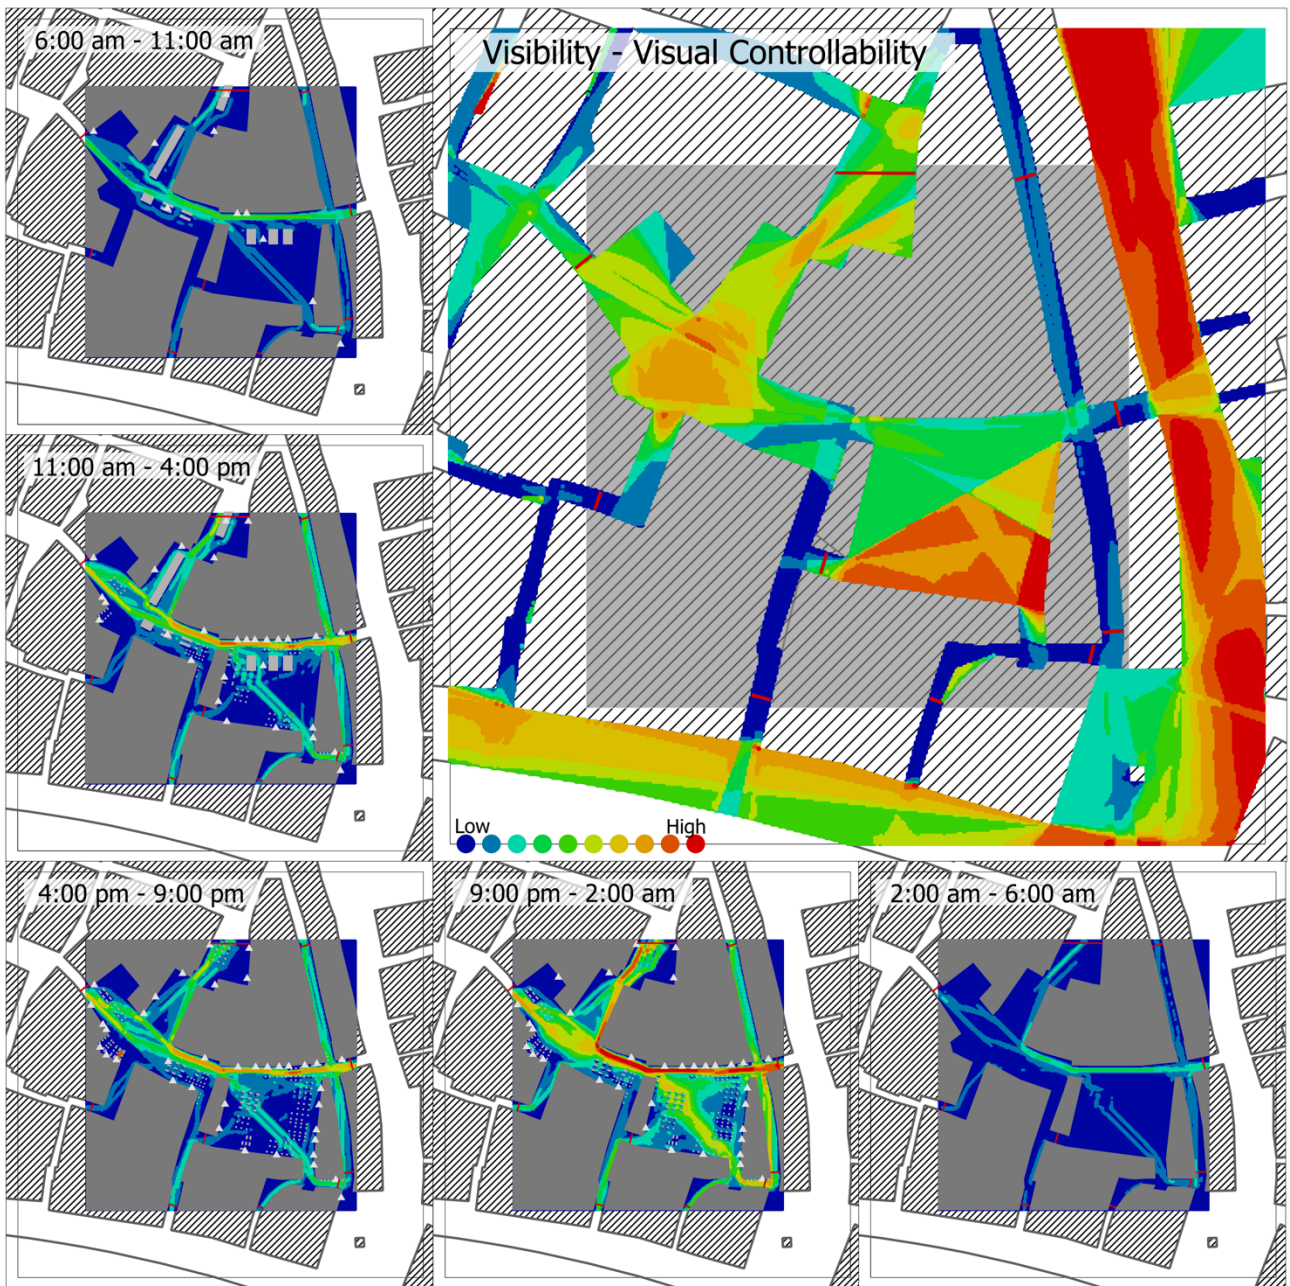 6:00 am - 11:00 am
Visibility - Visual Controllability
11:00 am - 4:00 pm
Low High
4:00 pm - 9:00 pm
9:00 pm - 2:00 am
2:00 am - 6:00 am